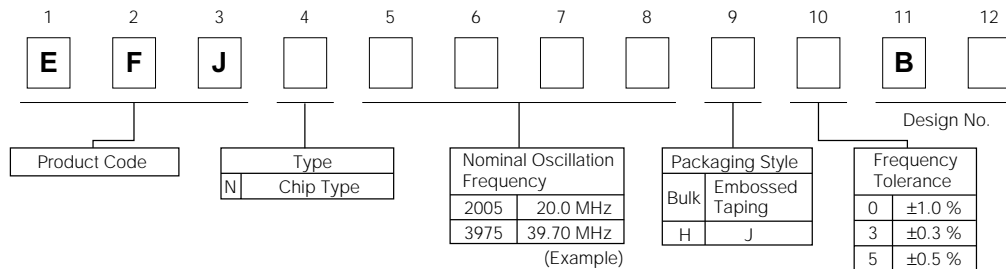 1 2 3 4 5 6 7 8 9 10 11 12
E F J B
Design No.
Product Code
Type
N Chip Type
Nominal Oscillation
Frequency
2005 20.0 MHz
3975 39.70 MHz
(Example)
Packaging Style
Bulk Embossed
Taping
H J
Frequency
Tolerance
0 ±1.0 %
3 ±0.3 %
5 ±0.5 %